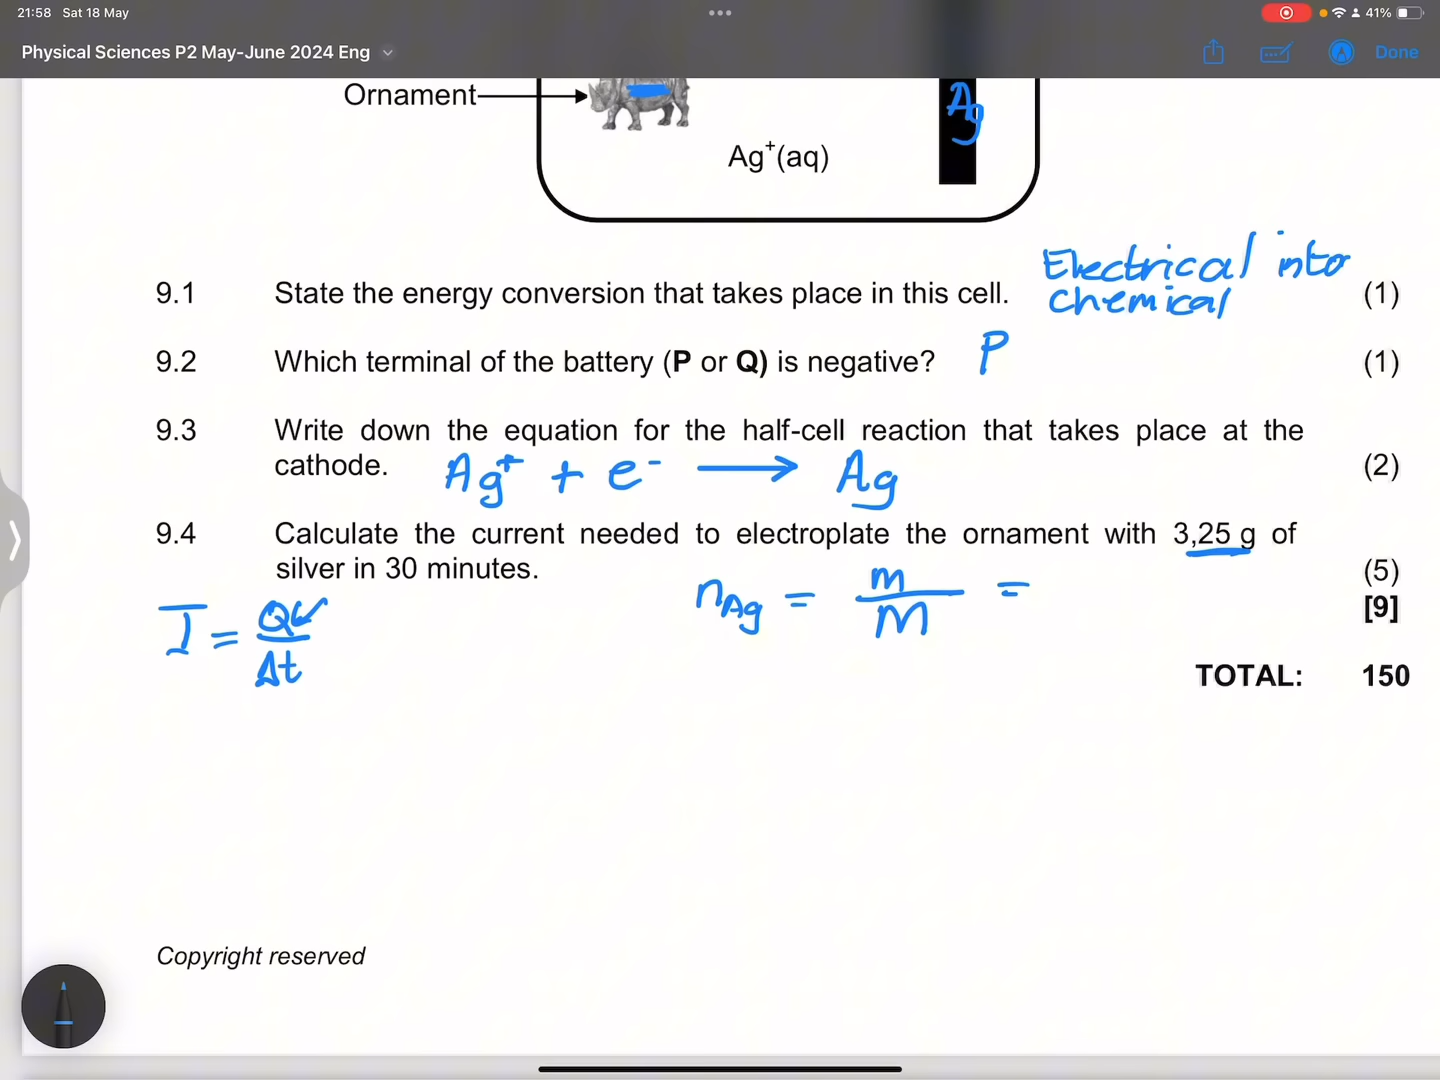 21:58 Sat 18 May
41%
Physical Sciences P2 May-June 2024 Eng
Done
Ornament
Ag
Ag⁺(aq)
Electrical into
chemical
9.1 State the energy conversion that takes place in this cell. (1)
9.2 Which terminal of the battery (P or Q) is negative? P (1)
9.3 Write down the equation for the half-cell reaction that takes place at the
cathode. Ag⁺ + e⁻ → Ag (2)
9.4 Calculate the current needed to electroplate the ornament with 3,25 g of
silver in 30 minutes. (5)
[9]
I = Q/Δt
nAg = m/M =
TOTAL: 150
Copyright reserved